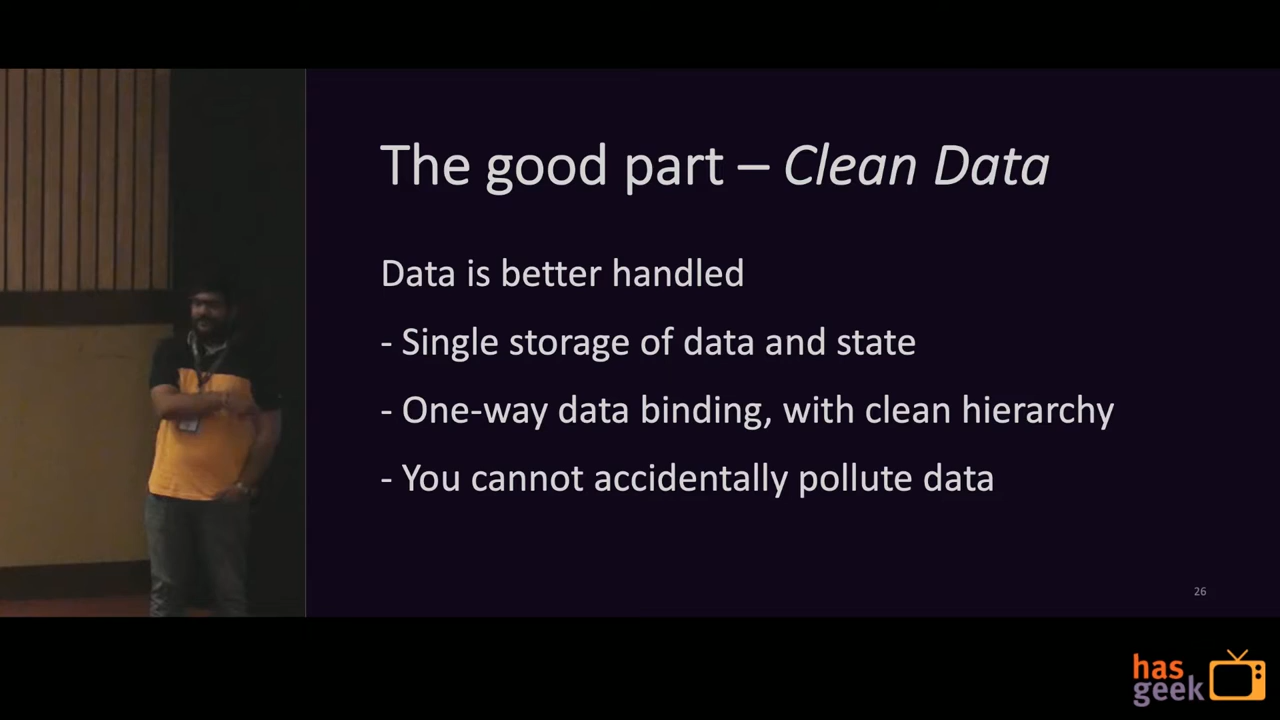 The good part – Clean Data
Data is better handled
- Single storage of data and state
- One-way data binding, with clean hierarchy
- You cannot accidentally pollute data
26
has
geek